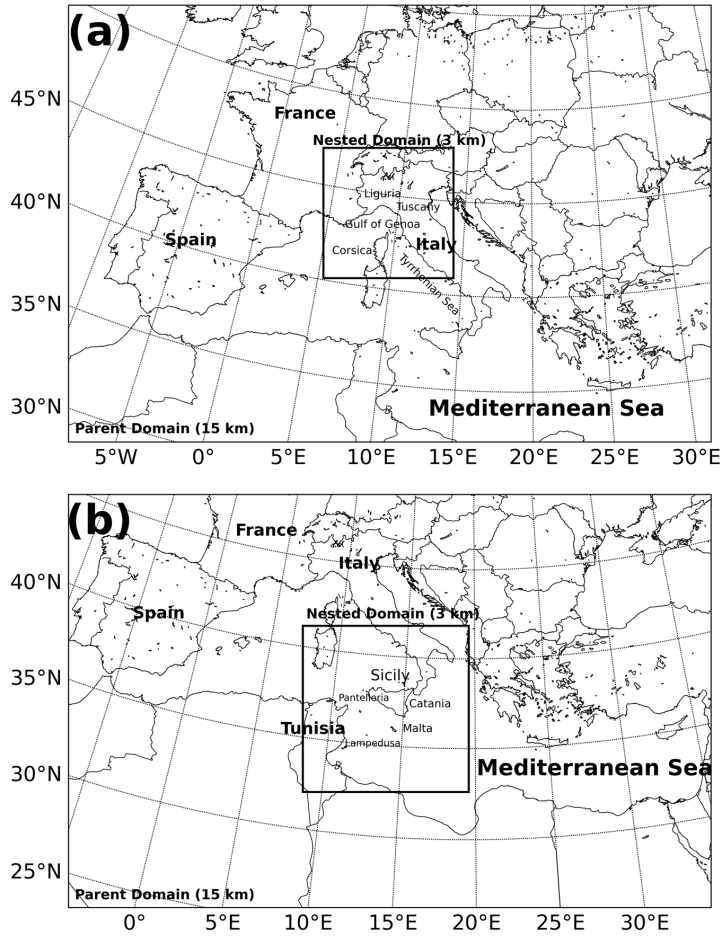 (a)
45°N
France
Nested Domain (3 km)
Liguria
Tuscany
40°N
Gulf of Genoa
Spain
Italy
Corsica
Tyrrhenian sea
35°N
30°N
Mediterranean Sea
Parent Domain (15 km)
5°W 0° 5°E 10°E 15°E 20°E 25°E 30°E
(b)
France
Italy
40°N
Spain
Nested Domain (3 km)
35°N
Sicily
Pantelleria
Catania
Tunisia
Malta
Lampedusa
30°N
Mediterranean Sea
25°N
Parent Domain (15 km)
0° 5°E 10°E 15°E 20°E 25°E 30°E